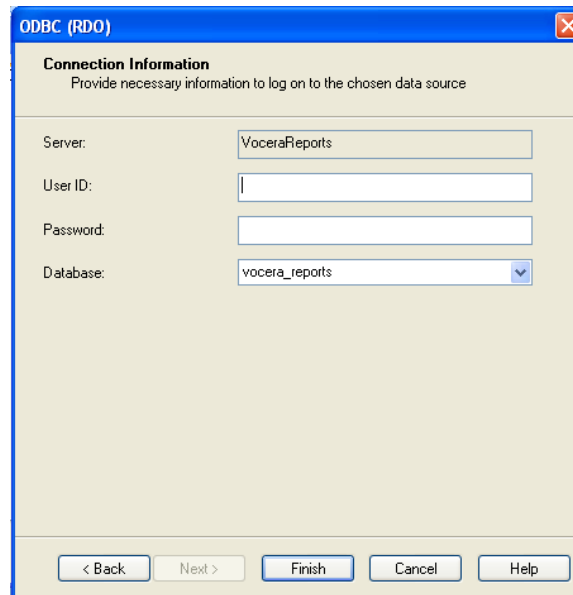 ODBC (RDO)
Connection Information
Provide necessary information to log on to the chosen data source
Server: VoceraReports
User ID:
Password:
Database: vocera_reports
< Back Next > Finish Cancel Help